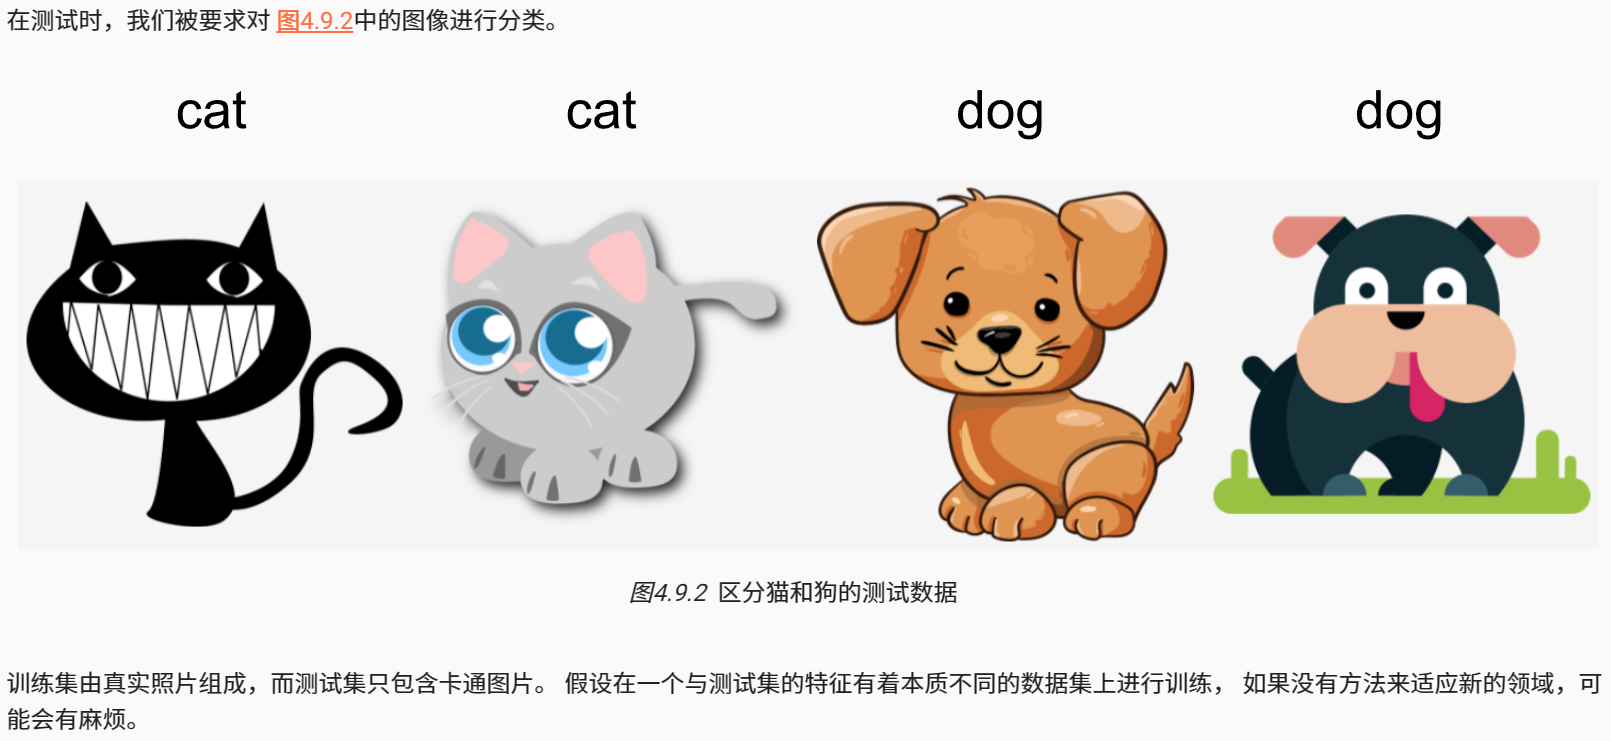 在测试时，我们被要求对 图4.9.2中的图像进行分类。
cat cat dog dog
图4.9.2 区分猫和狗的测试数据
训练集由真实照片组成，而测试集只包含卡通图片。 假设在一个与测试集的特征有着本质不同的数据集上进行训练， 如果没有方法来适应新的领域，可
能会有麻烦。